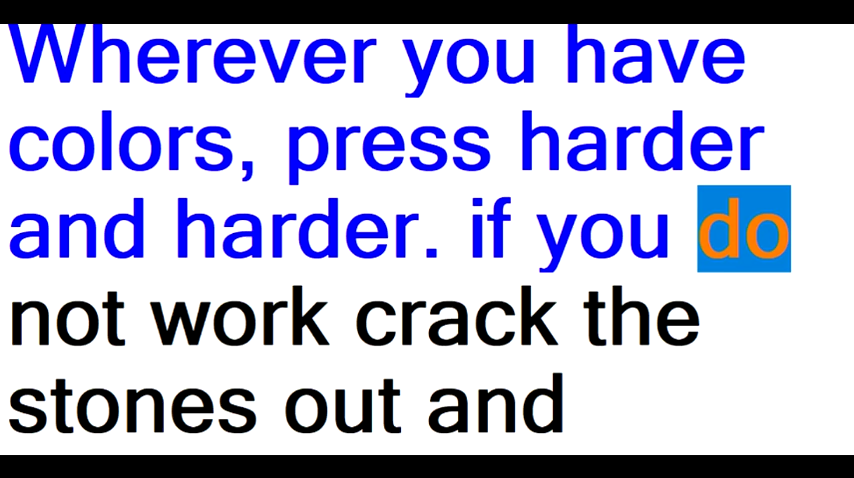 Wherever you have
colors, press harder
and harder. if you do
not work crack the
stones out and